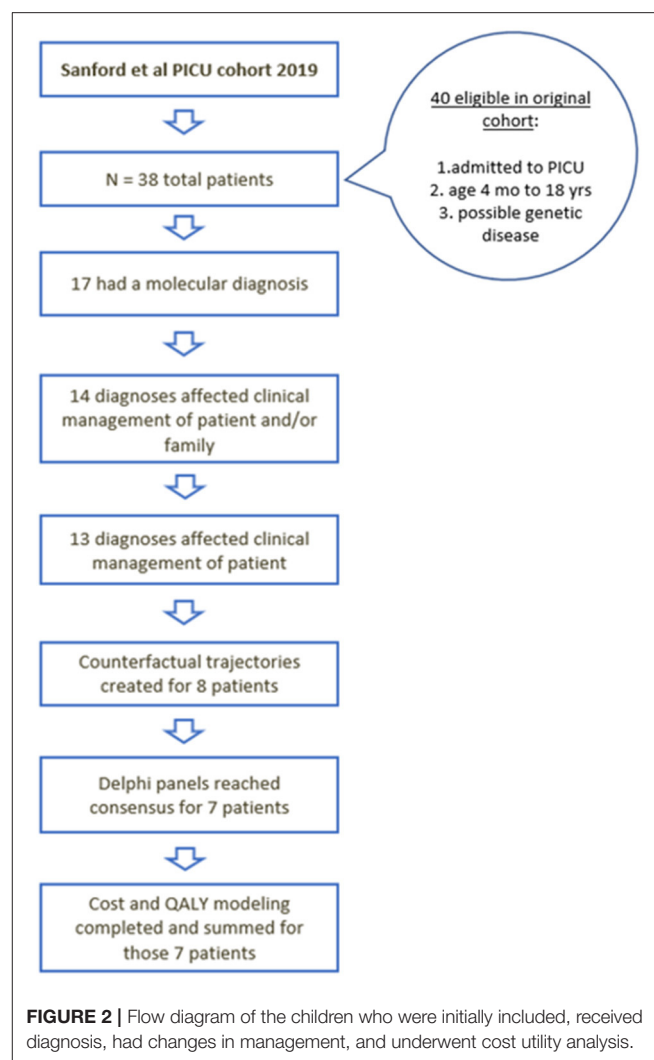 Sanford et al PICU cohort 2019
40 eligible in original
cohort:
1.admitted to PICU
2. age 4 mo to 18 yrs
3. possible genetic
disease
N = 38 total patients
17 had a molecular diagnosis
14 diagnoses affected clinical
management of patient and/or
family
13 diagnoses affected clinical
management of patient
Counterfactual trajectories
created for 8 patients
Delphi panels reached
consensus for 7 patients
Cost and QALY modeling
completed and summed for
those 7 patients
FIGURE 2 | Flow diagram of the children who were initially included, received
diagnosis, had changes in management, and underwent cost utility analysis.